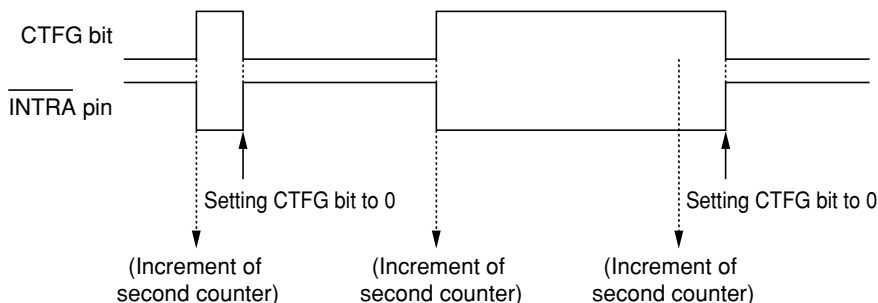 CTFG bit
INTRA pin
Setting CTFG bit to 0
Setting CTFG bit to 0
(Increment of
second counter)
(Increment of
second counter)
(Increment of
second counter)